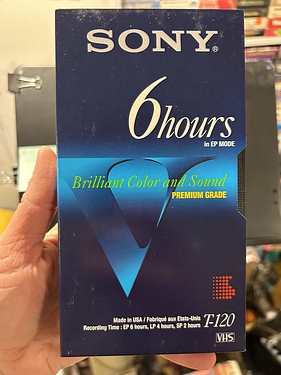 SONY®
6hours
in EP MODE
Brilliant Color and Sound
PREMIUM GRADE
Made in USA / Fabriqué aux Etats-Unis
Recording Time : EP 6 hours, LP 4 hours, SP 2 hours
T-120
VHS